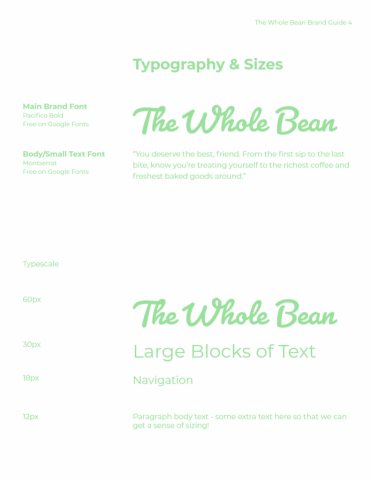 The Whole Bean Brand Guide 4
Typography & Sizes
Main Brand Font
Pacifico Bold
Free on Google Fonts
The Whole Bean
Body/Small Text Font
Montserrat
Free on Google Fonts
"You deserve the best, friend. From the first sip to the last
bite, know you're treating yourself to the richest coffee and
freshest baked goods around."
Typescale
60px
The Whole Bean
30px
Large Blocks of Text
18px
Navigation
12px
Paragraph body text - some extra text here so that we can
get a sense of sizing!